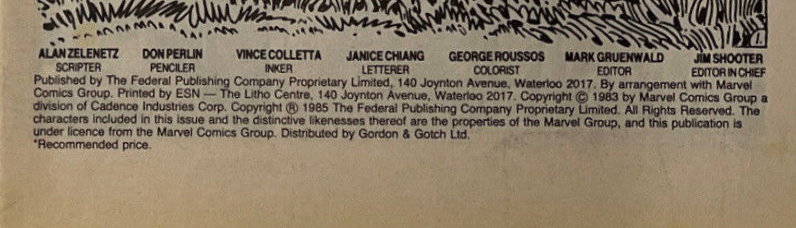 ALAN ZELENETZ DON PERLIN VINCE COLLETTA JANICE CHIANG GEORGE ROUSSOS MARK GRUENWALD JIM SHOOTER
SCRIPTER PENCILER INKER LETTERER COLORIST EDITOR EDITOR IN CHIEF
Published by The Federal Publishing Company Proprietary Limited, 140 Joynton Avenue, Waterloo 2017. By arrangement with Marvel
Comics Group. Printed by ESN — The Litho Centre, 140 Joynton Avenue, Waterloo 2017. Copyright © 1983 by Marvel Comics Group a
division of Cadence Industries Corp. Copyright ® 1985 The Federal Publishing Company Proprietary Limited. All Rights Reserved. The
characters included in this issue and the distinctive likenesses thereof are the properties of the Marvel Group, and this publication is
under licence from the Marvel Comics Group. Distributed by Gordon & Gotch Ltd.
*Recommended price.